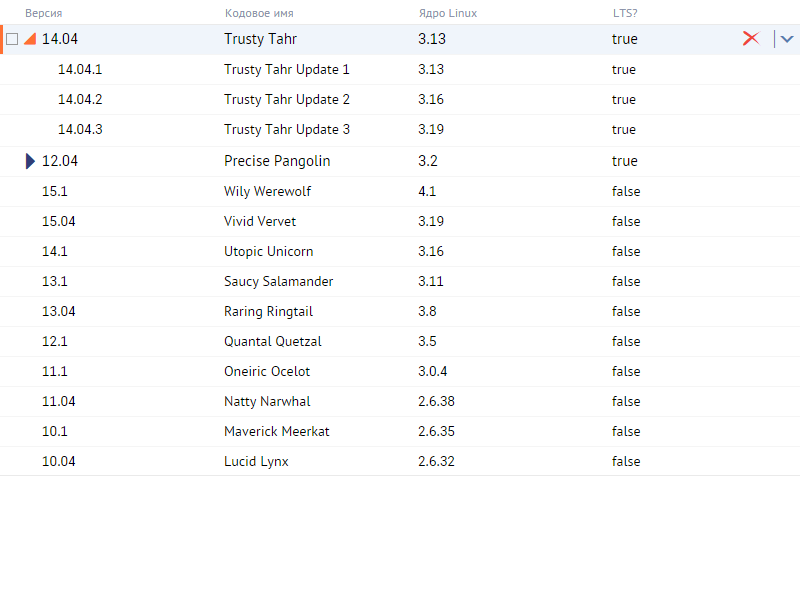 Версия Кодовое имя Ядро Linux LTS?
14.04 Trusty Tahr 3.13 true
14.04.1 Trusty Tahr Update 1 3.13 true
14.04.2 Trusty Tahr Update 2 3.16 true
14.04.3 Trusty Tahr Update 3 3.19 true
12.04 Precise Pangolin 3.2 true
15.1 Wily Werewolf 4.1 false
15.04 Vivid Vervet 3.19 false
14.1 Utopic Unicorn 3.16 false
13.1 Saucy Salamander 3.11 false
13.04 Raring Ringtail 3.8 false
12.1 Quantal Quetzal 3.5 false
11.1 Oneiric Ocelot 3.0.4 false
11.04 Natty Narwhal 2.6.38 false
10.1 Maverick Meerkat 2.6.35 false
10.04 Lucid Lynx 2.6.32 false